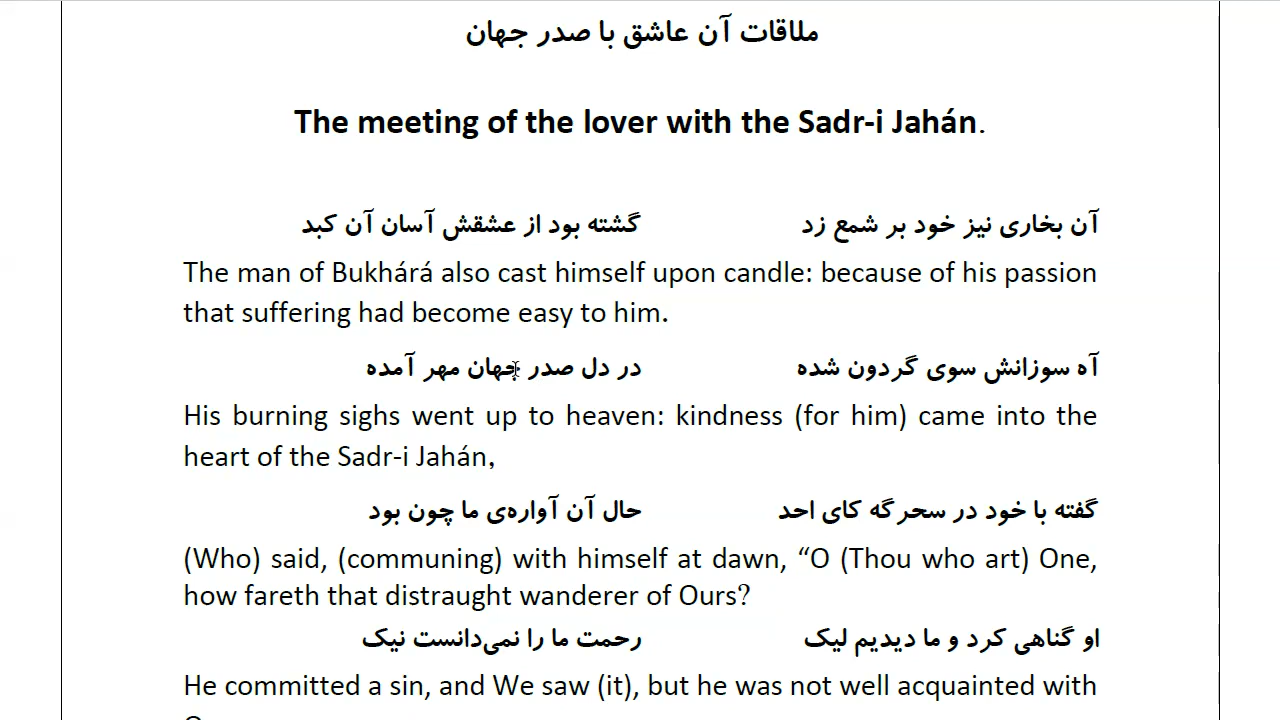 ملاقات آن عاشق با صدر جهان
The meeting of the lover with the Sadr-i Jahán.
آن بخاری نیز خود بر شمع زد گشته بود از عشقش آسان آن کبد
The man of Bukhárá also cast himself upon candle: because of his passion
that suffering had become easy to him.
آه سوزانش سوی گردون شده در دل صدر جهان مهر آمده
His burning sighs went up to heaven: kindness (for him) came into the
heart of the Sadr-i Jahán,
گفته با خود در سحرگه کای احد حال آن آواره‌ی ما چون بود
(Who) said, (communing) with himself at dawn, “O (Thou who art) One,
how fareth that distraught wanderer of Ours?
او گناهی کرد و ما دیدیم لیک رحمت ما را نمی‌دانست نیک
He committed a sin, and We saw (it), but he was not well acquainted with